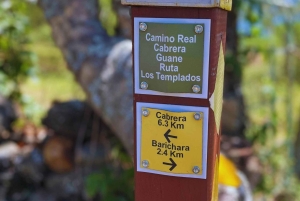 Camino Real
Cabrera
Guane
Ruta
Los Templados
Cabrera
6.3 Km
←
Barichara
2.4 Km
→